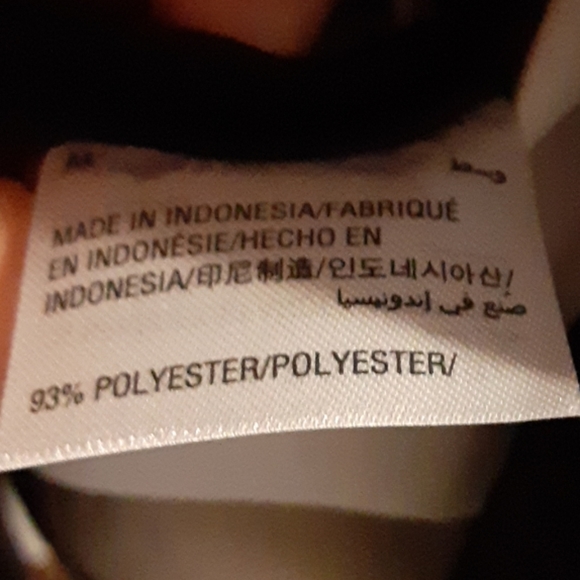 M وسط
MADE IN INDONESIA/FABRIQUÉ
EN INDONÉSIE/HECHO EN
INDONESIA/印尼制造/인도네시아산/
صنع في إندونيسيا
93% POLYESTER/POLYESTER/